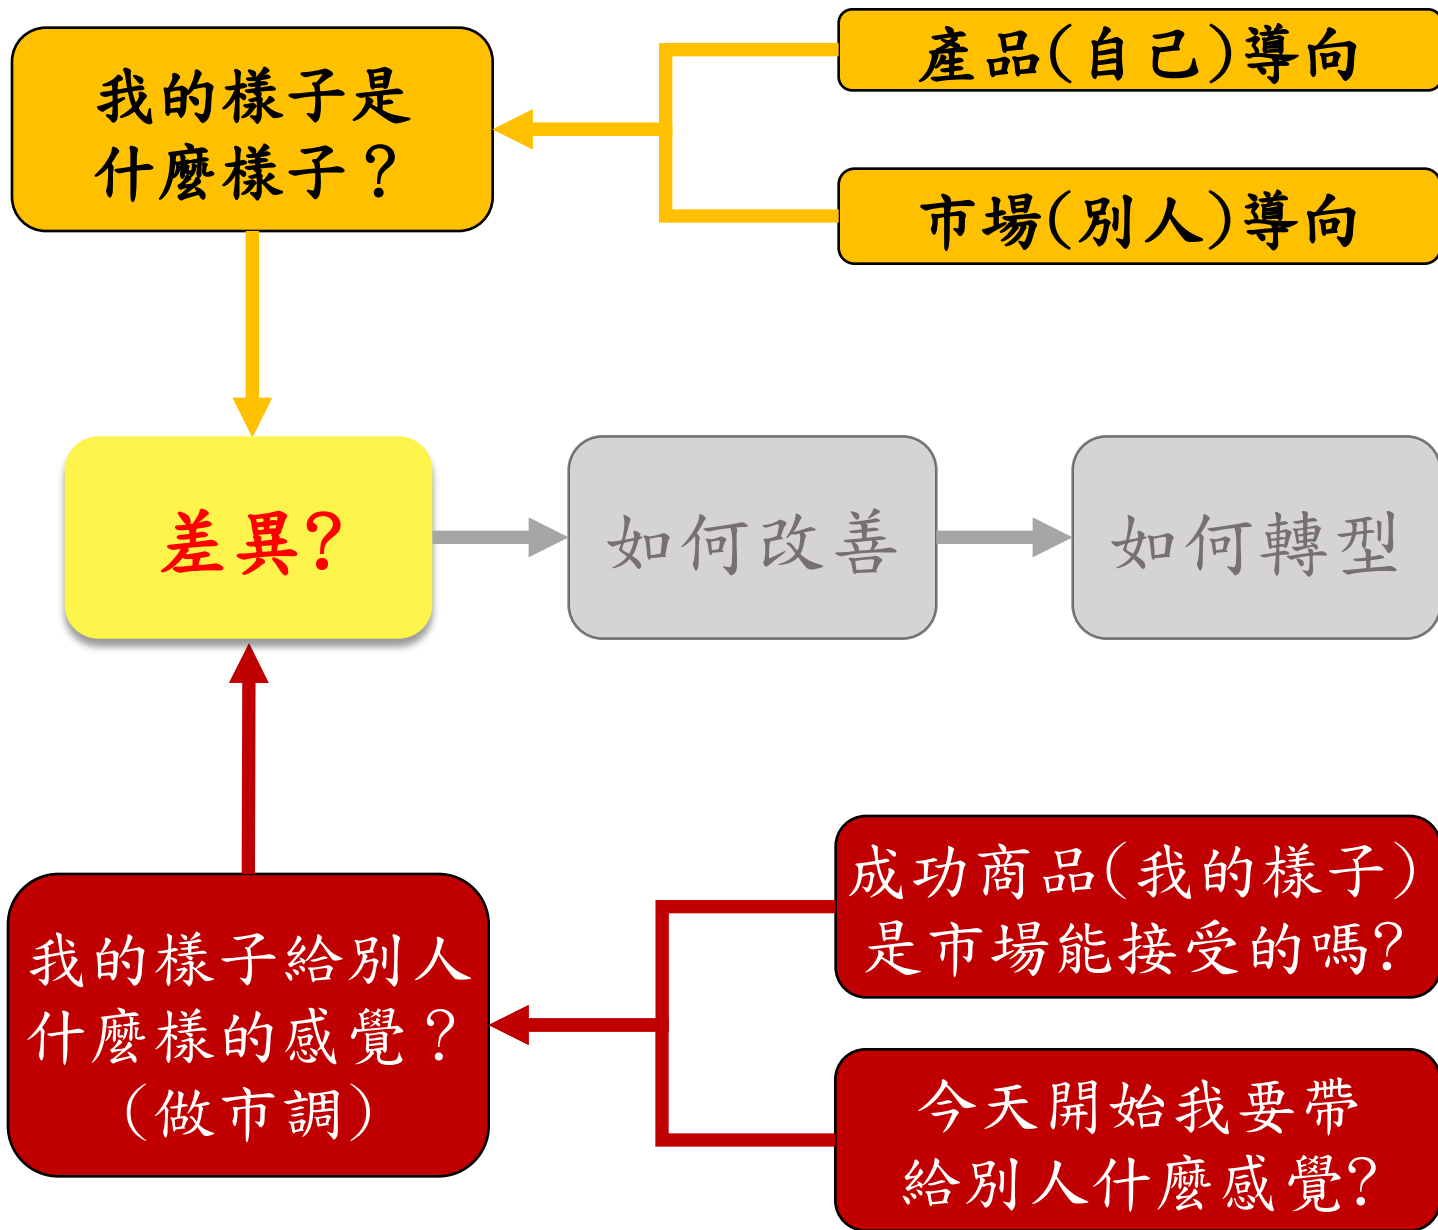 我的樣子是
什麼樣子？
產品(自己)導向
市場(別人)導向
差異?
如何改善
如何轉型
我的樣子給別人
什麼樣的感覺？
(做市調)
成功商品(我的樣子)
是市場能接受的嗎?
今天開始我要帶
給別人什麼感覺?